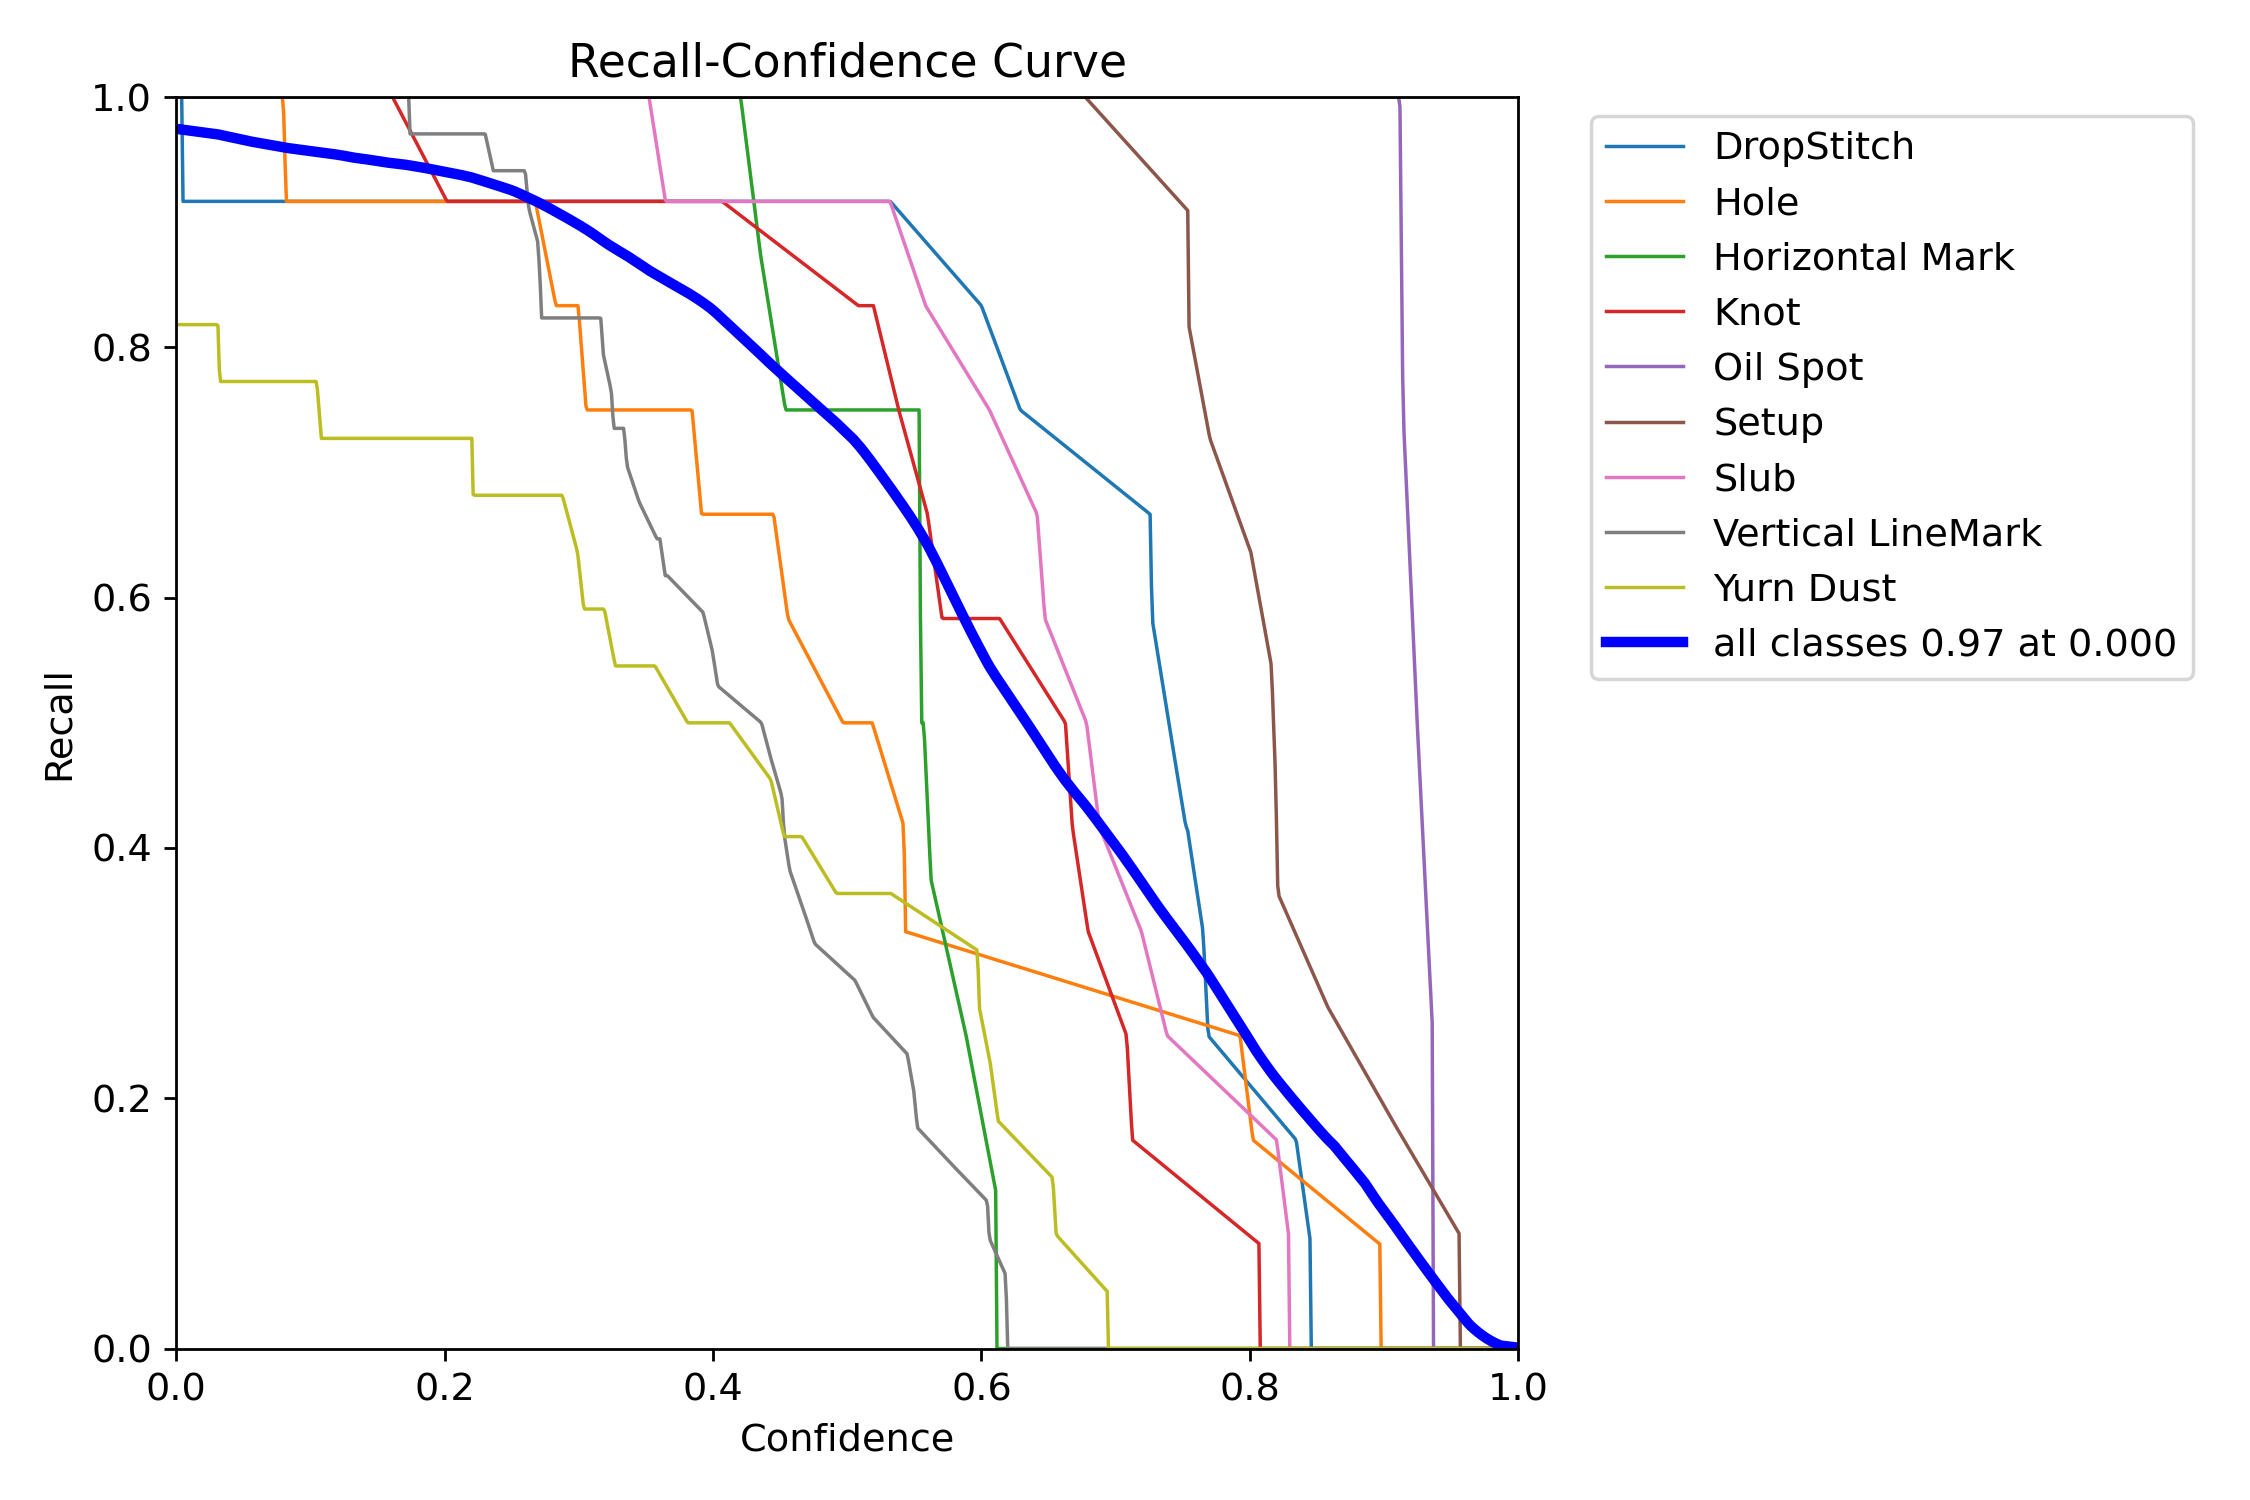 Recall-Confidence Curve
1.0
0.8
0.6
0.4
0.2
0.0
Recall
0.0 0.2 0.4 0.6 0.8 1.0
Confidence
DropStitch
Hole
Horizontal Mark
Knot
Oil Spot
Setup
Slub
Vertical LineMark
Yurn Dust
all classes 0.97 at 0.000